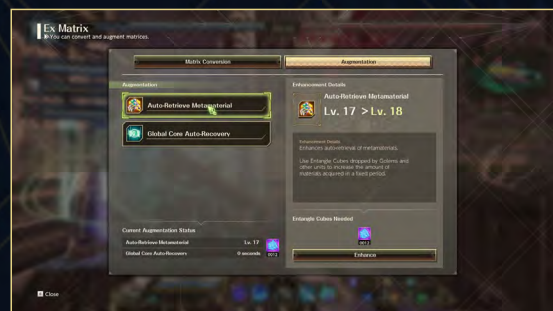 Ex Matrix
You can convert and augment matrices.
Matrix Conversion
Augmentation
Augmentation
Auto-Retrieve Metamaterial
Global Core Auto-Recovery
Current Augmentation Status
Auto-Retrieve Metamaterial Lv. 17
Global Core Auto-Recovery 0 seconds
0012
Enhancement Details
Auto-Retrieve Metamaterial
Lv. 17 > Lv. 18
Enhancement Details
Enhances auto-retrieval of metamaterials.
Use Entangle Cubes dropped by Golems and
other units to increase the amount of
materials acquired in a fixed period.
Entangle Cubes Needed
0012
Enhance
Close